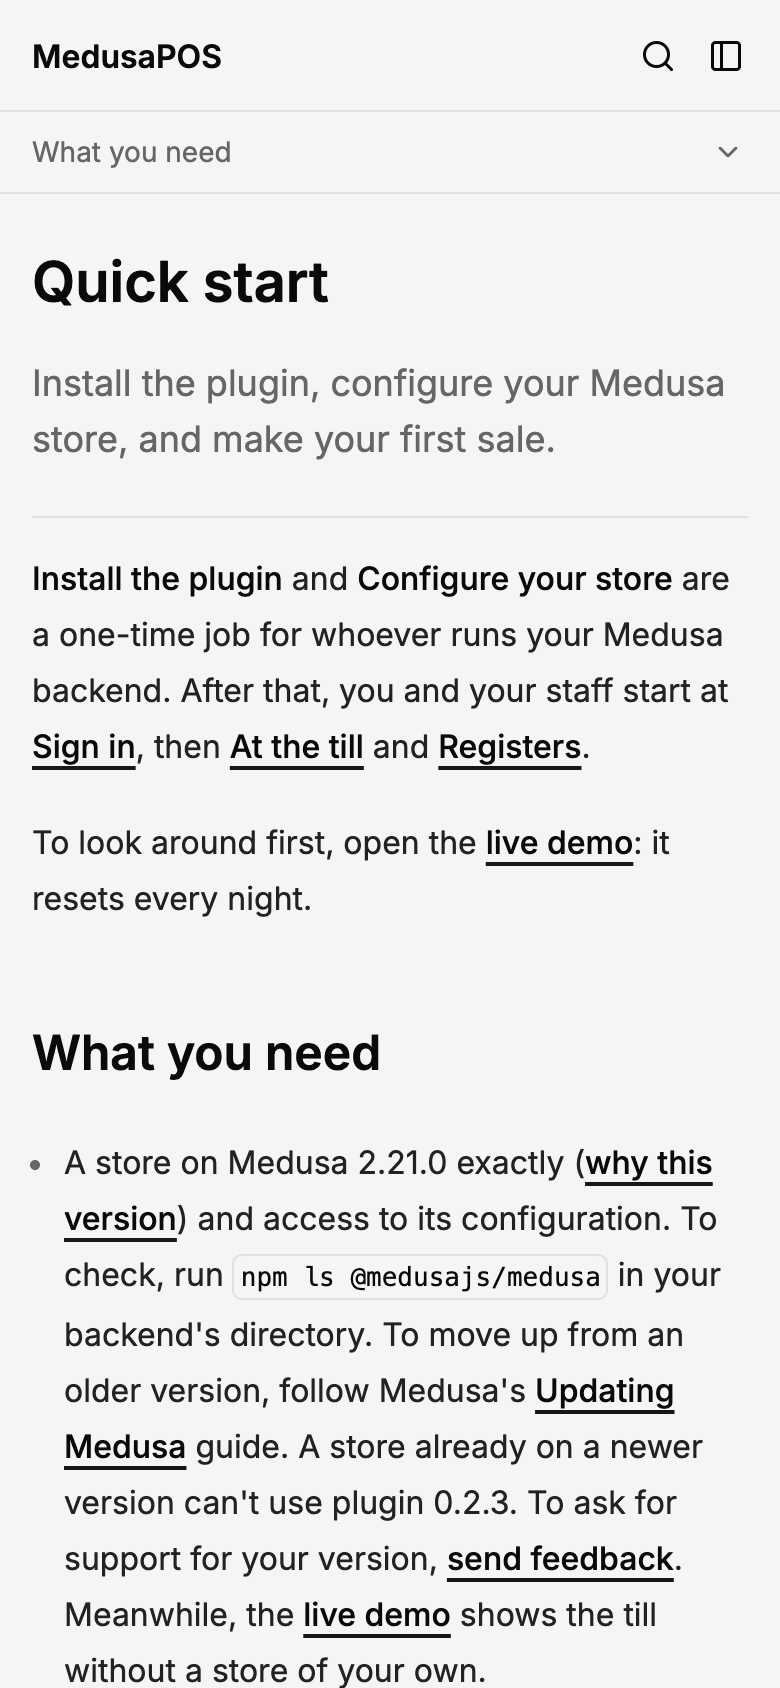 MedusaPOS
What you need
Quick start
Install the plugin, configure your Medusa
store, and make your first sale.
Install the plugin and Configure your store are
a one-time job for whoever runs your Medusa
backend. After that, you and your staff start at
Sign in, then At the till and Registers.
To look around first, open the live demo: it
resets every night.
What you need
• A store on Medusa 2.21.0 exactly (why this
version) and access to its configuration. To
check, run npm ls @medusajs/medusa in your
backend's directory. To move up from an
older version, follow Medusa's Updating
Medusa guide. A store already on a newer
version can't use plugin 0.2.3. To ask for
support for your version, send feedback.
Meanwhile, the live demo shows the till
without a store of your own.